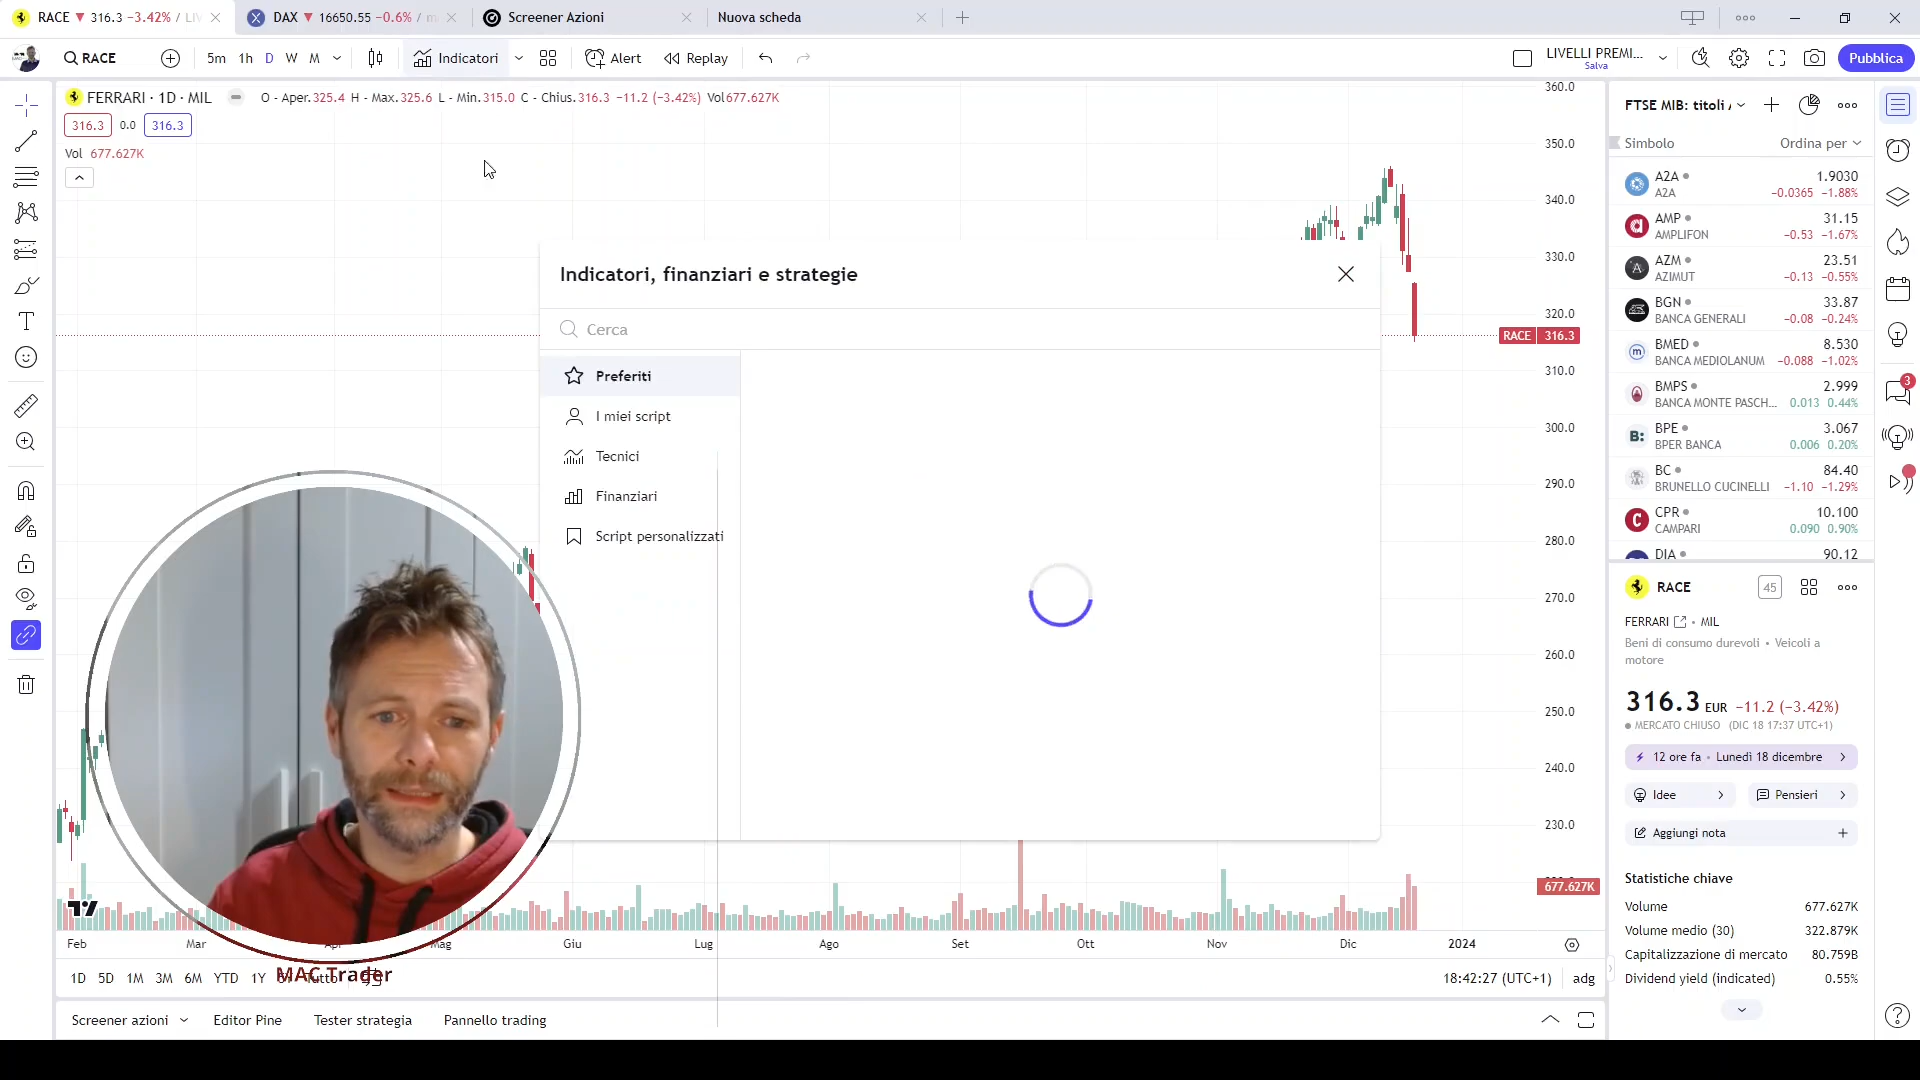 RACE ▼ 316.3 −3.42% / LI
DAX ▼ 16650.55 −0.6% / m
Screener Azioni
Nuova scheda
RACE
5m 1h D W M
Indicatori
Alert
Replay
LIVELLI PREMI...
Salva
Pubblica
FERRARI · 1D · MIL
O - Aper.325.4 H - Max.325.6 L - Min.315.0 C - Chius.316.3 −11.2 (−3.42%) Vol677.627K
316.3 0.0 316.3
Vol 677.627K
Indicatori, finanziari e strategie
Cerca
Preferiti
I miei script
Tecnici
Finanziari
Script personalizzati
360.0
350.0
340.0
330.0
320.0
RACE 316.3
310.0
300.0
290.0
280.0
270.0
260.0
250.0
240.0
230.0
677.627K
Feb Mar Apr Mag Giu Lug Ago Set Ott Nov Dic 2024
1D 5D 1M 3M 6M YTD 1Y 5Y Tutto
MAC Trader
18:42:27 (UTC+1) adg
Screener azioni Editor Pine Tester strategia Pannello trading
FTSE MIB: titoli
Simbolo Ordina per
A2A 1.9030
A2A −0.0365 −1.88%
AMP 31.15
AMPLIFON −0.53 −1.67%
AZM 23.51
AZIMUT −0.13 −0.55%
BGN 33.87
BANCA GENERALI −0.08 −0.24%
BMED 8.530
BANCA MEDIOLANUM −0.088 −1.02%
BMPS 2.999
BANCA MONTE PASCH... 0.013 0.44%
BPE 3.067
BPER BANCA 0.006 0.20%
BC 84.40
BRUNELLO CUCINELLI −1.10 −1.29%
CPR 10.100
CAMPARI 0.090 0.90%
DIA 90.12
3
RACE 45
FERRARI • MIL
Beni di consumo durevoli • Veicoli a
motore
316.3 EUR −11.2 (−3.42%)
MERCATO CHIUSO (DIC 18 17:37 UTC+1)
12 ore fa • Lunedì 18 dicembre
Idee Pensieri
Aggiungi nota
Statistiche chiave
Volume 677.627K
Volume medio (30) 322.879K
Capitalizzazione di mercato 80.759B
Dividend yield (indicated) 0.55%